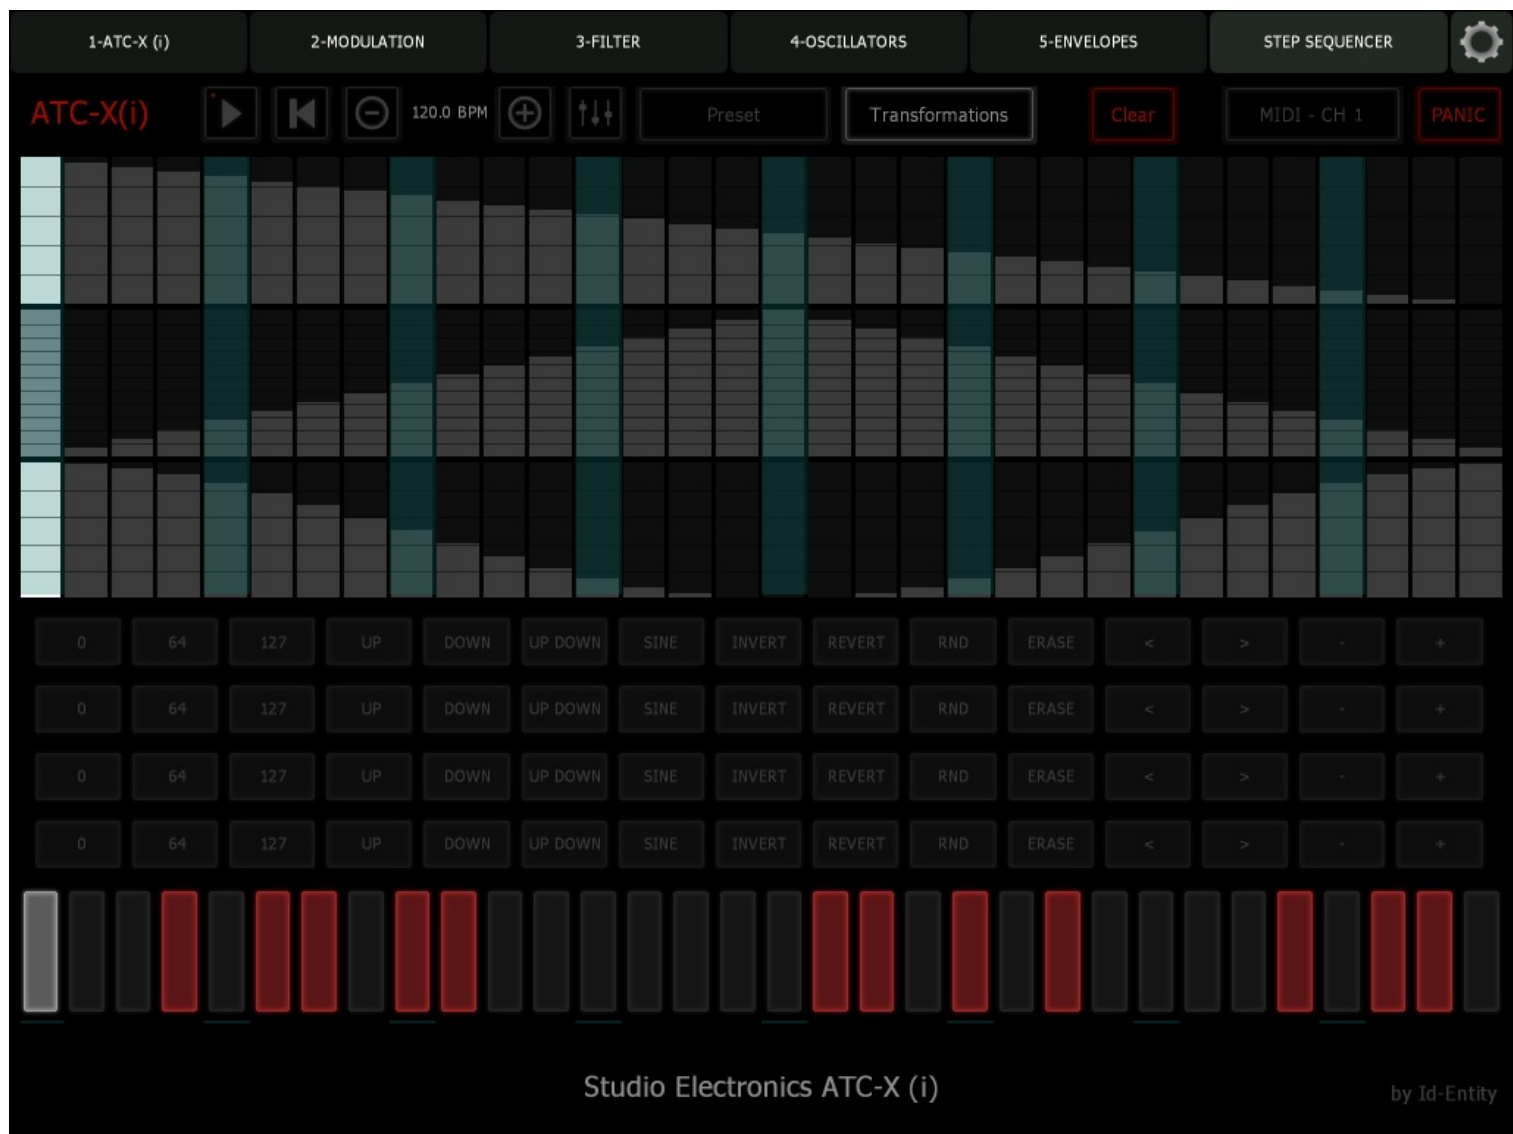 1-ATC-X (i) 2-MODULATION 3-FILTER 4-OSCILLATORS 5-ENVELOPES STEP SEQUENCER
ATC-X(i) 120.0 BPM Preset Transformations Clear MIDI - CH 1 PANIC
0 64 127 UP DOWN UP DOWN SINE INVERT REVERT RND ERASE < > - +
0 64 127 UP DOWN UP DOWN SINE INVERT REVERT RND ERASE < > - +
0 64 127 UP DOWN UP DOWN SINE INVERT REVERT RND ERASE < > - +
0 64 127 UP DOWN UP DOWN SINE INVERT REVERT RND ERASE < > - +
Studio Electronics ATC-X (i)
by Id-Entity